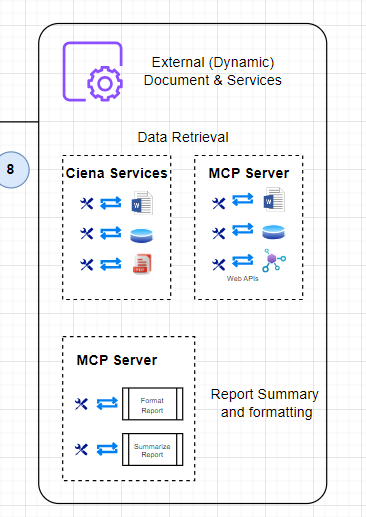 External (Dynamic)
Document & Services
Data Retrieval
8
Ciena Services
W
PDF
MCP Server
W
Web APIs
MCP Server
Format
Report
Summarize
Report
Report Summary
and formatting